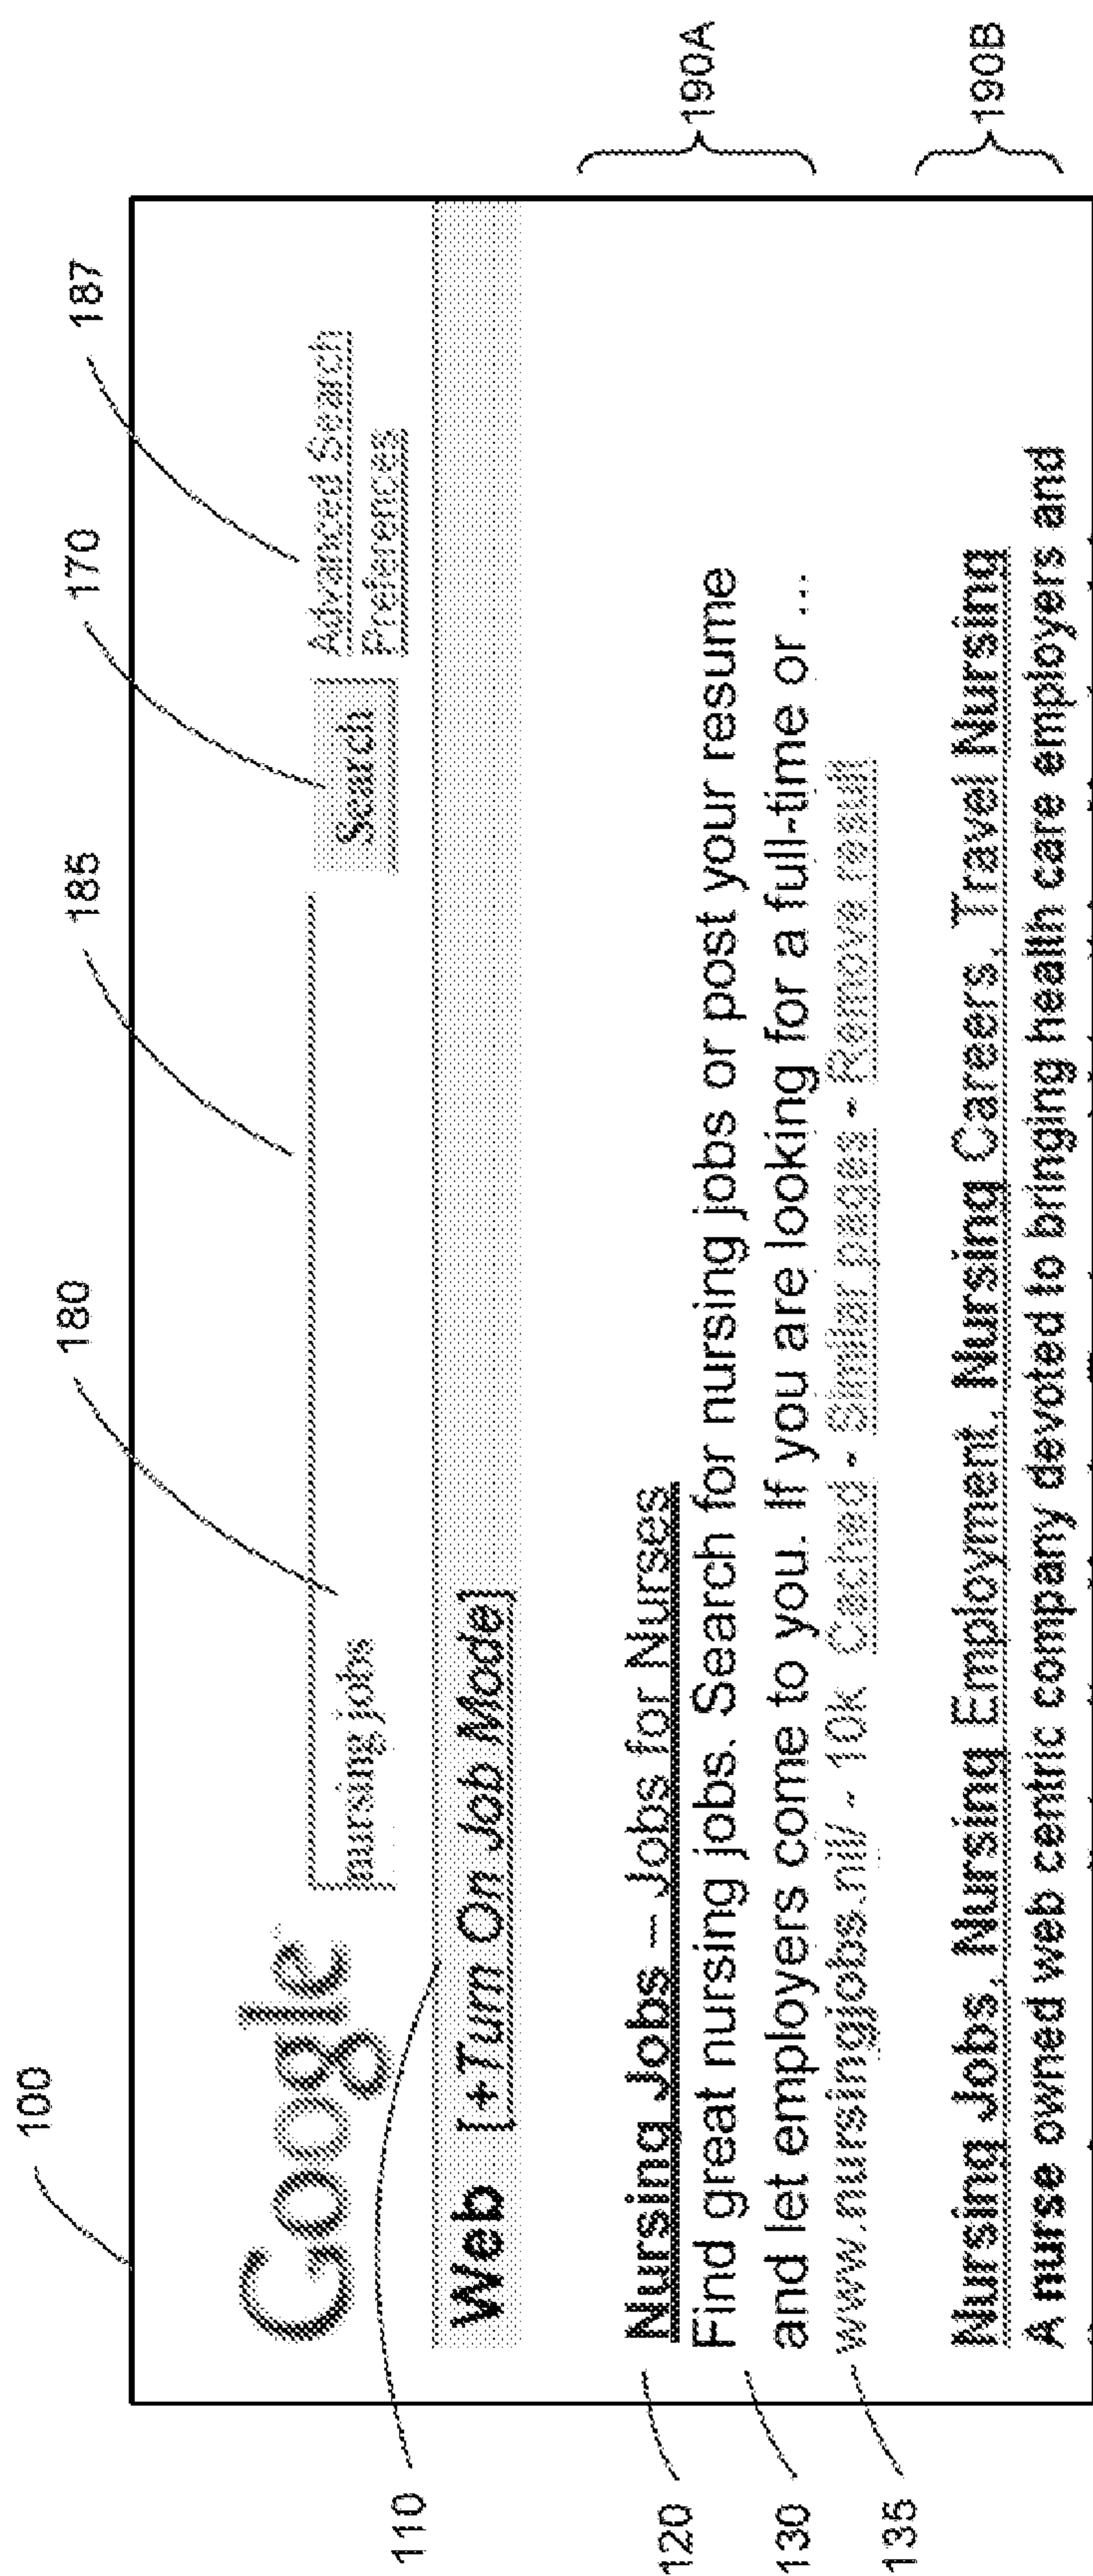 100
180
185
170
187
Google
nursing jobs
Search
Advanced Search
Preferences
110
Web [+Turn On Job Mode]
120
Nursing Jobs – Jobs for Nurses
190A
130
Find great nursing jobs. Search for nursing jobs or post your resume
and let employers come to you. If you are looking for a full-time or ...
135
www.nursingjobs.nil/ - 10k Cached - Similar pages - Remove result
Nursing Jobs, Nursing Employment, Nursing Careers, Travel Nursing
190B
A nurse owned web centric company devoted to bringing health care employers and